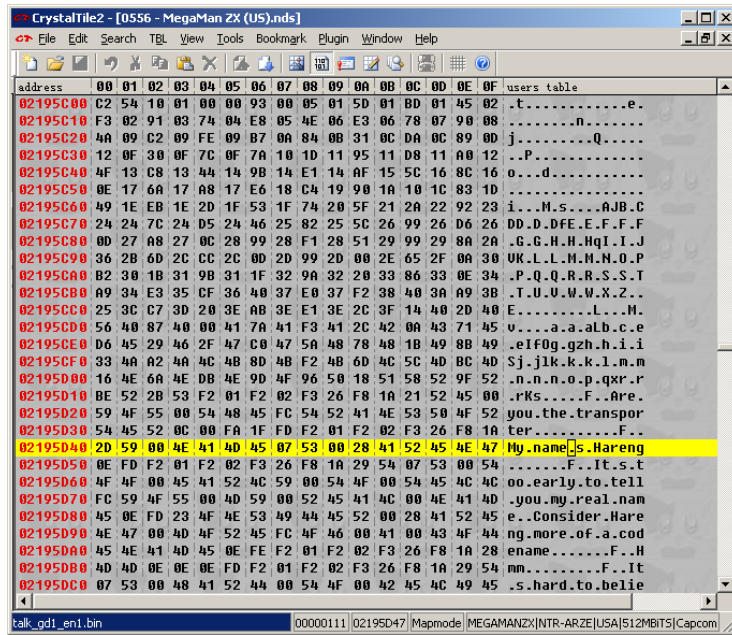 CrystalTile2 - [0556 - MegaMan ZX (US).nds]
File Edit Search TBL View Tools Bookmark Plugin Window Help
address 00 01 02 03 04 05 06 07 08 09 0A 0B 0C 0D 0E 0F users table
02195C00 C2 54 10 01 00 00 93 00 05 01 5D 01 BD 01 45 02 .t............e.
02195C10 F3 02 91 03 74 04 E8 05 4E 06 E3 06 78 07 90 08 ........n.......
02195C20 4A 09 C2 09 FE 09 B7 0A 84 0B 31 0C DA 0C 89 0D j.........Q.....
02195C30 12 0F 30 0F 7C 0F 7A 10 1D 11 95 11 D8 11 A0 12 ..P.............
02195C40 4F 13 C8 13 44 14 9B 14 E1 14 AF 15 5C 16 8C 16 o...d...........
02195C50 0E 17 6A 17 A8 17 E6 18 C4 19 90 1A 10 1C 83 1D ................
02195C60 49 1E EB 1E 2D 1F 53 1F 74 20 5F 21 2A 22 92 23 i...M.s....AJB.C
02195C70 24 24 7C 24 D5 24 46 25 82 25 5C 26 99 26 D6 26 DD.D.DfE.E.F.F.F
02195C80 0D 27 A8 27 0C 28 99 28 F1 28 51 29 99 29 8A 2A .G.G.H.H.HqI.I.J
02195C90 36 2B 6D 2C CC 2C 0D 2D 99 2D 00 2E 65 2F 0A 30 VK.L.L.M.M.N.O.P
02195CA0 B2 30 1B 31 9B 31 1F 32 9A 32 20 33 86 33 0E 34 .P.Q.Q.R.R.S.S.T
02195CB0 A9 34 E3 35 CF 36 40 37 E0 37 F2 38 40 3A A9 3B .T.U.V.W.W.X.Z..
02195CC0 25 3C C7 3D 20 3E AB 3E E1 3E 2C 3F 14 40 2D 40 E.........L...M.
02195CD0 56 40 87 40 00 41 7A 41 F3 41 2C 42 0A 43 71 45 v.....a.a.aLb.c.e
02195CE0 D6 45 29 46 2F 47 C0 47 5A 48 78 48 1B 49 8B 49 .eIfOg.gzh.h.i.i
02195CF0 33 4A A2 4A 4C 4B 8D 4B F2 4B 6D 4C 5C 4D BC 4D Sj.jlk.k.k.l.m.m
02195D00 16 4E 6A 4E DB 4E 9D 4F 96 50 18 51 58 52 9F 52 .n.n.n.o.p.qxr.r
02195D10 BE 52 2B 53 F2 01 F2 02 F3 26 F8 1A 21 52 45 00 .rKs.....F..Are.
02195D20 59 4F 55 00 54 48 45 FC 54 52 41 4E 53 50 4F 52 you.the.transpor
02195D30 54 45 52 0C 00 FA 1F FD F2 01 F2 02 F3 26 F8 1A ter..........F..
02195D40 2D 59 00 4E 41 4D 45 07 53 00 28 41 52 45 4E 47 My.name.s.Hareng
02195D50 0E FD F2 01 F2 02 F3 26 F8 1A 29 54 07 53 00 54 .......F..It.s.t
02195D60 4F 4F 00 45 41 52 4C 59 00 54 4F 00 54 45 4C 4C oo.early.to.tell
02195D70 FC 59 4F 55 00 4D 59 00 52 45 41 4C 00 4E 41 4D .you.my.real.nam
02195D80 45 0E FD 23 4F 4E 53 49 44 45 52 00 28 41 52 45 e..Consider.Hare
02195D90 4E 47 00 4D 4F 52 45 FC 4F 46 00 41 00 43 4F 44 ng.more.of.a.cod
02195DA0 45 4E 41 4D 45 0E FE F2 01 F2 02 F3 26 F8 1A 28 ename.......F..H
02195DB0 4D 4D 0E 0E 0E FD F2 01 F2 02 F3 26 F8 1A 29 54 mm.........F..It
02195DC0 07 53 00 48 41 52 44 00 54 4F 00 42 45 4C 49 45 .s.hard.to.belie
talk_gd1_en1.bin 00000111 02195D47 Mapmode MEGAMANZX|NTR-ARZE|USA|512MBiTS|Capcom